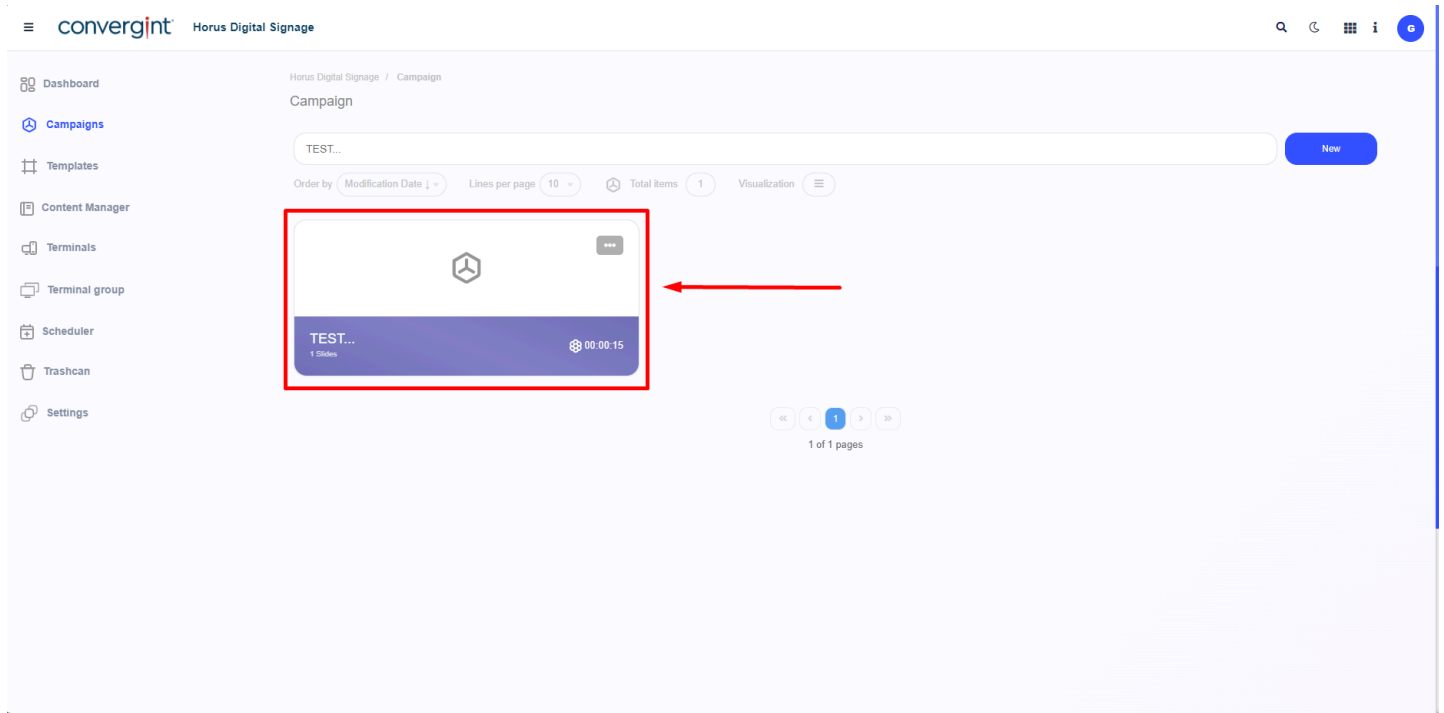 convergint Horus Digital Signage i G
Dashboard
Campaigns
Templates
Content Manager
Terminals
Terminal group
Scheduler
Trashcan
Settings
Horus Digital Signage / Campaign
Campaign
TEST... New
Order by Modification Date ↓ Lines per page 10 Total items 1 Visualization
TEST...
1 Slides 00:00:15
« < 1 > »
1 of 1 pages